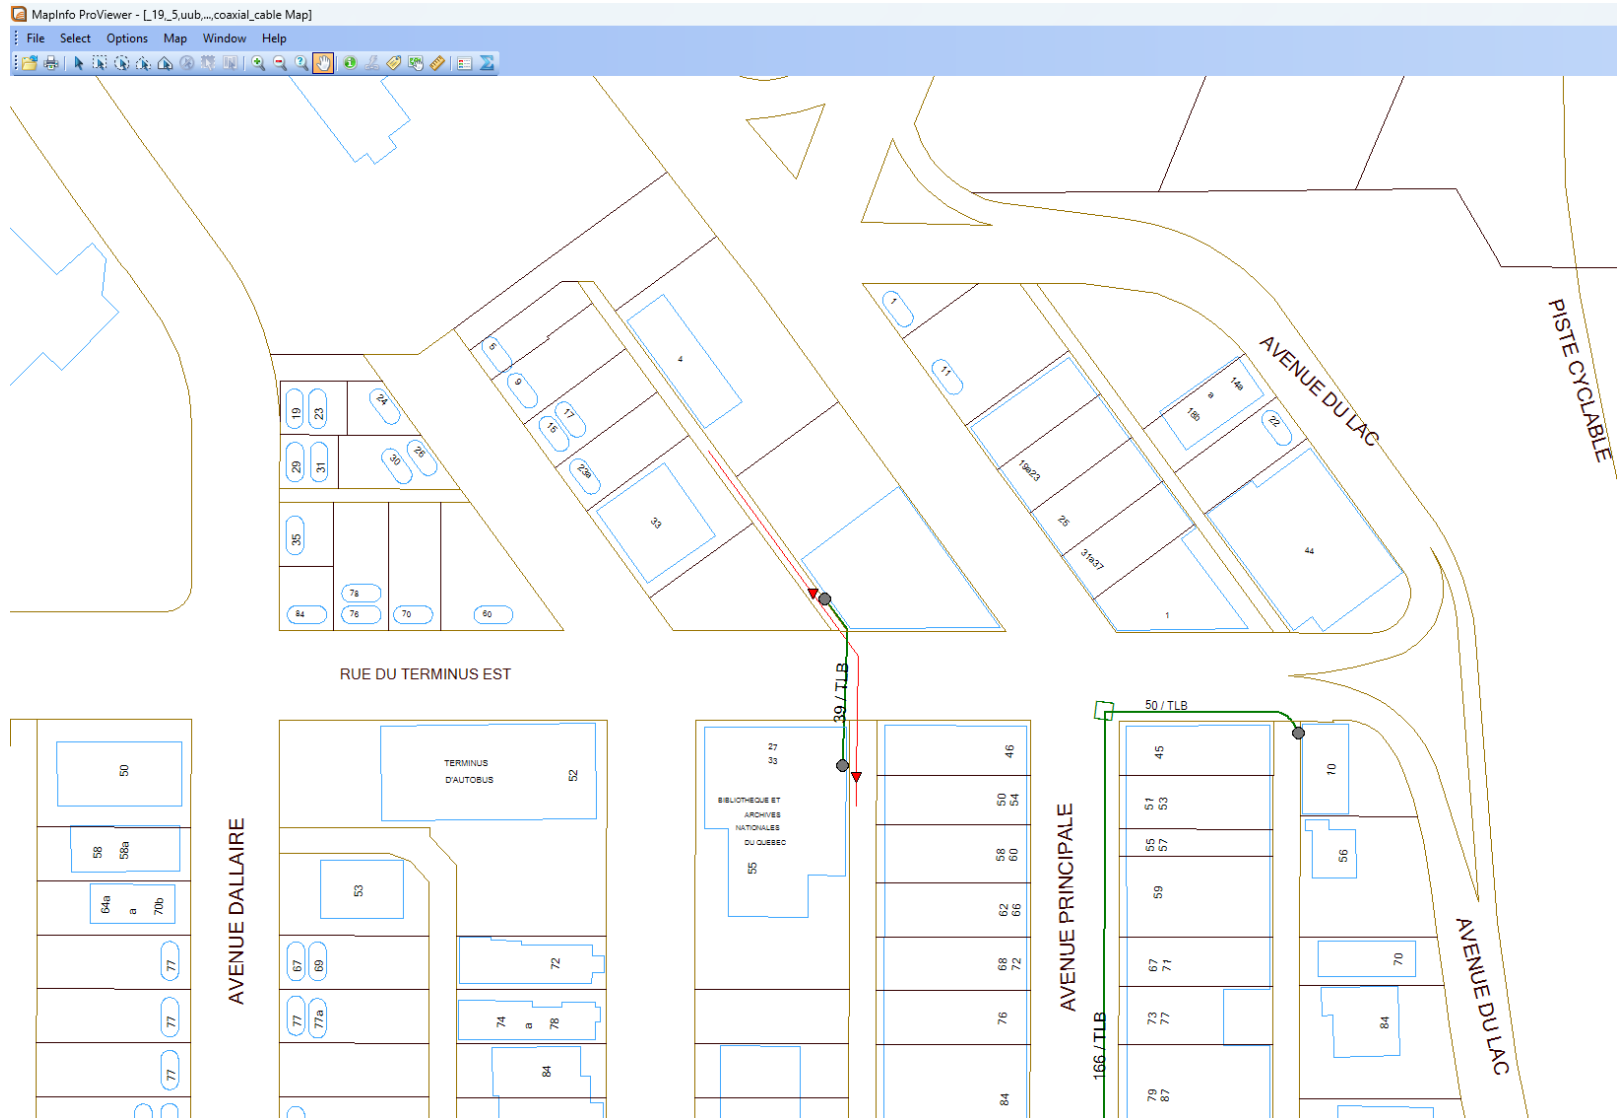 MapInfo ProViewer - [_19,_5,uub,...,coaxial_cable Map]
File Select Options Map Window Help
1
5
9
11
4
14a
a
18b
22
AVENUE DU LAC
PISTE CYCLABLE
19
23
24
17
15
29
31
30
26
23a
19a23
33
25
44
35
31a37
78
84
76
70
60
1
RUE DU TERMINUS EST
39 / TLB
50 / TLB
27
33
46
45
10
50
TERMINUS
D'AUTOBUS
52
BIBLIOTHEQUE ET
ARCHIVES
NATIONALES
DU QUEBEC
55
50
54
51
53
58
58a
58
60
55
57
56
53
59
64a
a
70b
62
66
AVENUE DALLAIRE
AVENUE PRINCIPALE
77
67
69
72
68
72
67
71
70
AVENUE DU LAC
77
77
77a
74
a
78
76
73
77
84
166 / TLB
77
84
84
79
87